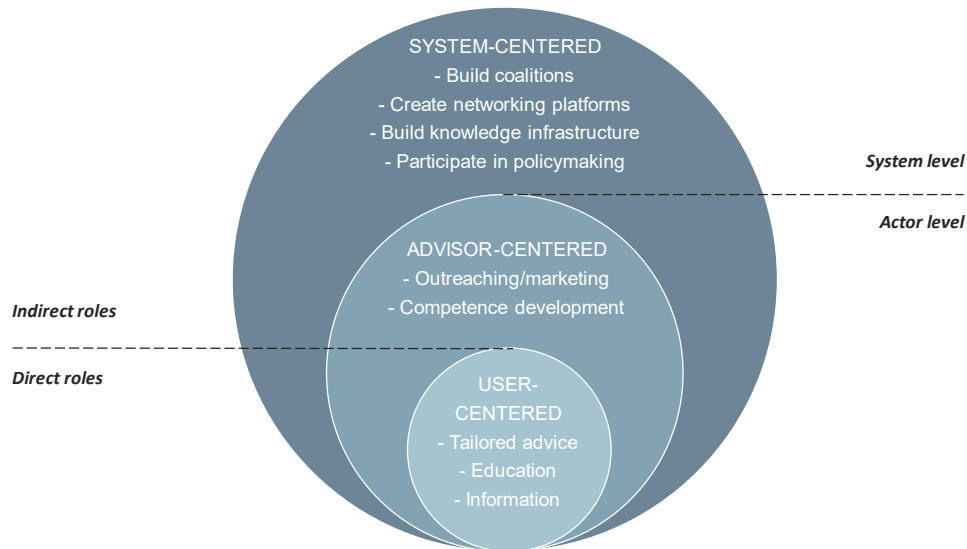 SYSTEM-CENTERED
- Build coalitions
- Create networking platforms
- Build knowledge infrastructure
- Participate in policymaking
System level
Actor level
ADVISOR-CENTERED
- Outreaching/marketing
- Competence development
Indirect roles
Direct roles
USER-
CENTERED
- Tailored advice
- Education
- Information